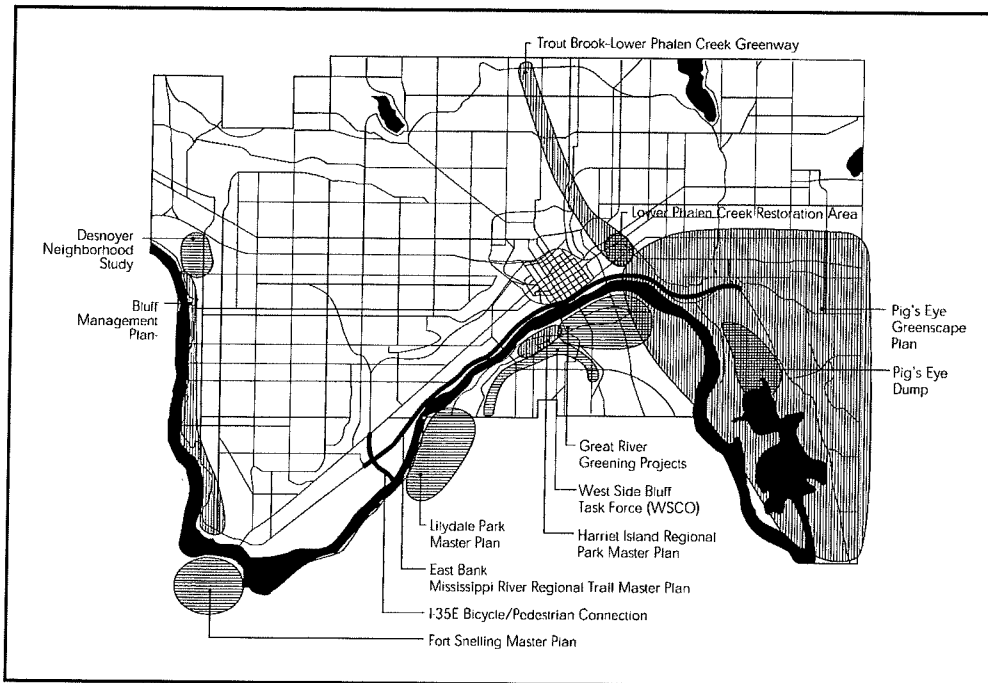 Trout Brook-Lower Phalen Creek Greenway
Lower Phalen Creek Restoration Area
Desnoyer
Neighborhood
Study
Bluff
Management
Plan-
Pig's Eye
Greenscape
Plan
Pig's Eye
Dump
Great River
Greening Projects
West Side Bluff
Task Force (WSCO)
Harriet Island Regional
Park Master Plan
Lilydale Park
Master Plan
East Bank
Mississippi River Regional Trail Master Plan
I-35E Bicycle/Pedestrian Connection
Fort Snelling Master Plan